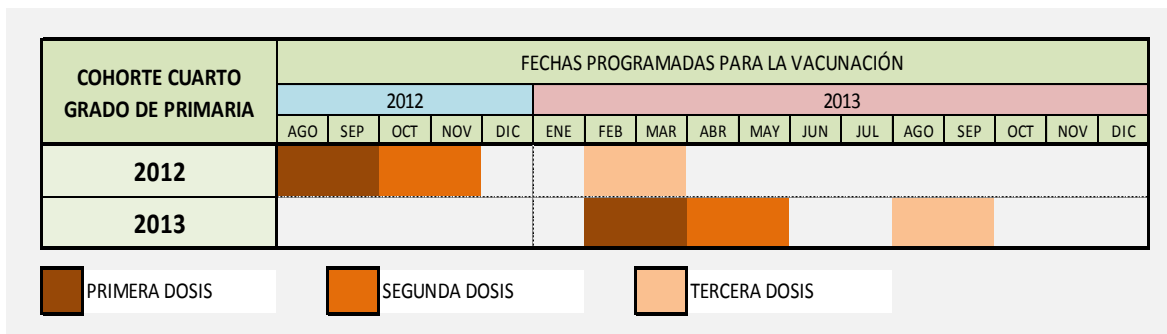 COHORTE CUARTO
GRADO DE PRIMARIA
FECHAS PROGRAMADAS PARA LA VACUNACIÓN
2012 2013
AGO SEP OCT NOV DIC ENE FEB MAR ABR MAY JUN JUL AGO SEP OCT NOV DIC
2012
2013
PRIMERA DOSIS SEGUNDA DOSIS TERCERA DOSIS